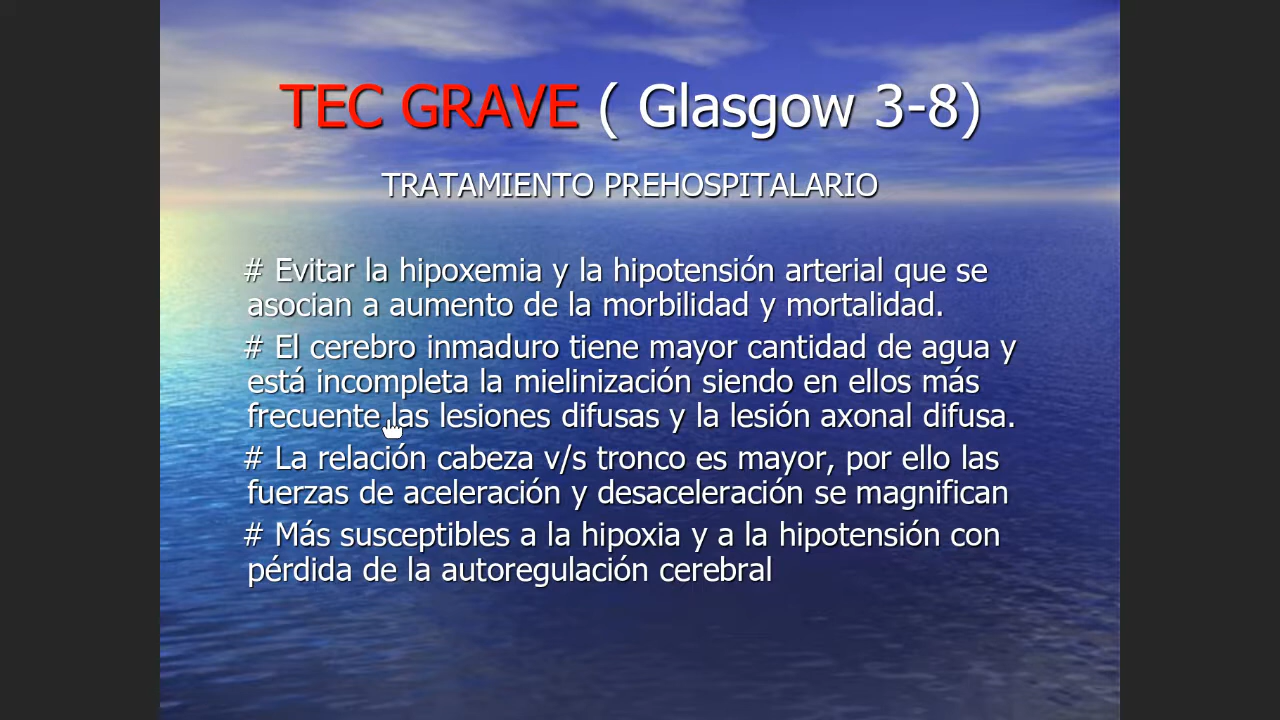 TEC GRAVE ( Glasgow 3-8)
TRATAMIENTO PREHOSPITALARIO
# Evitar la hipoxemia y la hipotensión arterial que se
asocian a aumento de la morbilidad y mortalidad.
# El cerebro inmaduro tiene mayor cantidad de agua y
está incompleta la mielinización siendo en ellos más
frecuente las lesiones difusas y la lesión axonal difusa.
# La relación cabeza v/s tronco es mayor, por ello las
fuerzas de aceleración y desaceleración se magnifican
# Más susceptibles a la hipoxia y a la hipotensión con
pérdida de la autoregulación cerebral